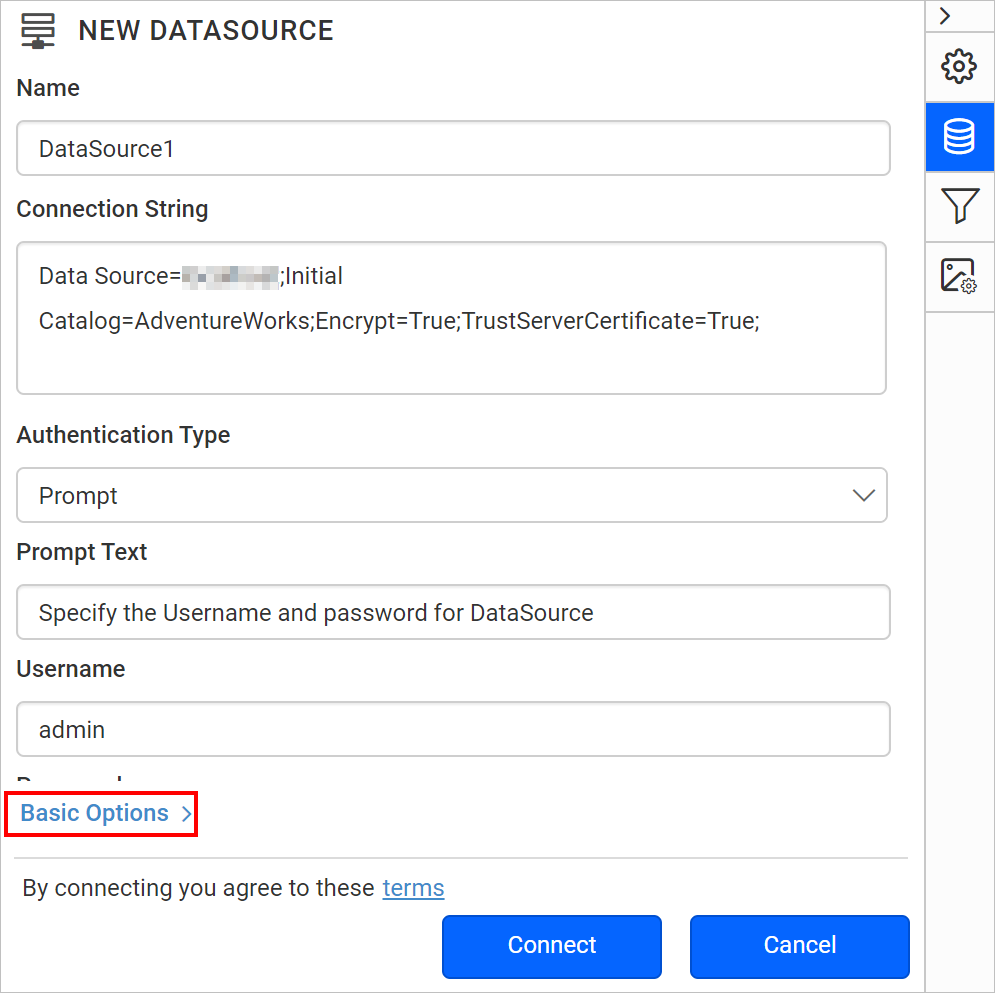 NEW DATASOURCE
Name
DataSource1
Connection String
Data Source=;Initial
Catalog=AdventureWorks;Encrypt=True;TrustServerCertificate=True;
Authentication Type
Prompt
Prompt Text
Specify the Username and password for DataSource
Username
admin
Basic Options
By connecting you agree to these terms
Connect
Cancel